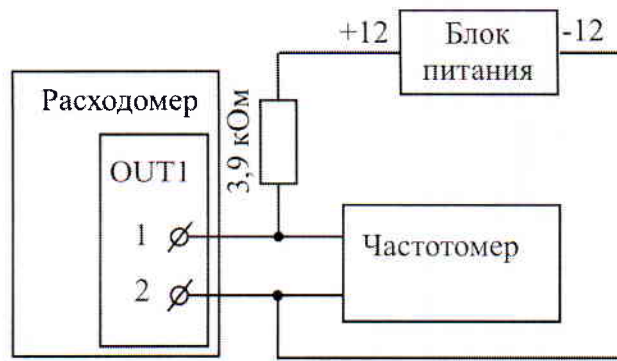 +12
Блок
питания
-12
Расходомер
3,9 кОм
OUT1
1
Частотомер
2